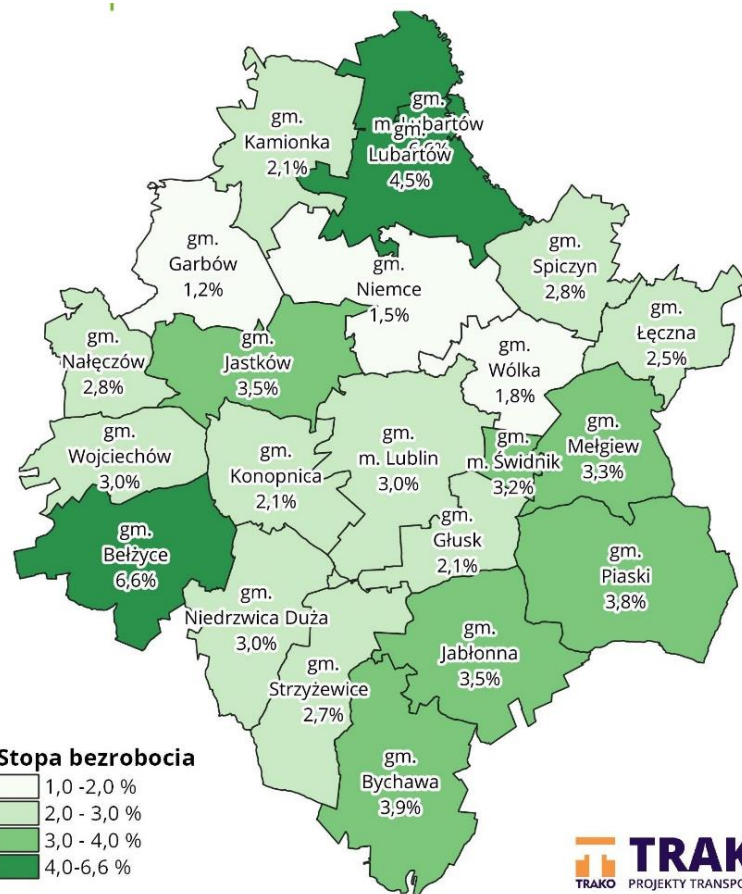 gm.
Kamionka
2,1%
gm.
m. Lubartów
gm.
Lubartów
4,5%
gm.
Garbów
1,2%
gm.
Niemce
1,5%
gm.
Spiczyn
2,8%
gm.
Łęczna
2,5%
gm.
Nałęczów
2,8%
gm.
Jastków
3,5%
gm.
Wólka
1,8%
gm.
Wojciechów
3,0%
gm.
Konopnica
2,1%
gm.
m. Lublin
3,0%
gm.
m. Świdnik
3,2%
gm.
Mełgiew
3,3%
gm.
Bełżyce
6,6%
gm.
Głusk
2,1%
gm.
Piaski
3,8%
gm.
Niedrzwica Duża
3,0%
gm.
Jabłonna
3,5%
gm.
Strzyżewice
2,7%
gm.
Bychawa
3,9%
Stopa bezrobocia
1,0 -2,0 %
2,0 - 3,0 %
3,0 - 4,0 %
4,0-6,6 %
TRAKO
TRAK
PROJEKTY TRANSPO